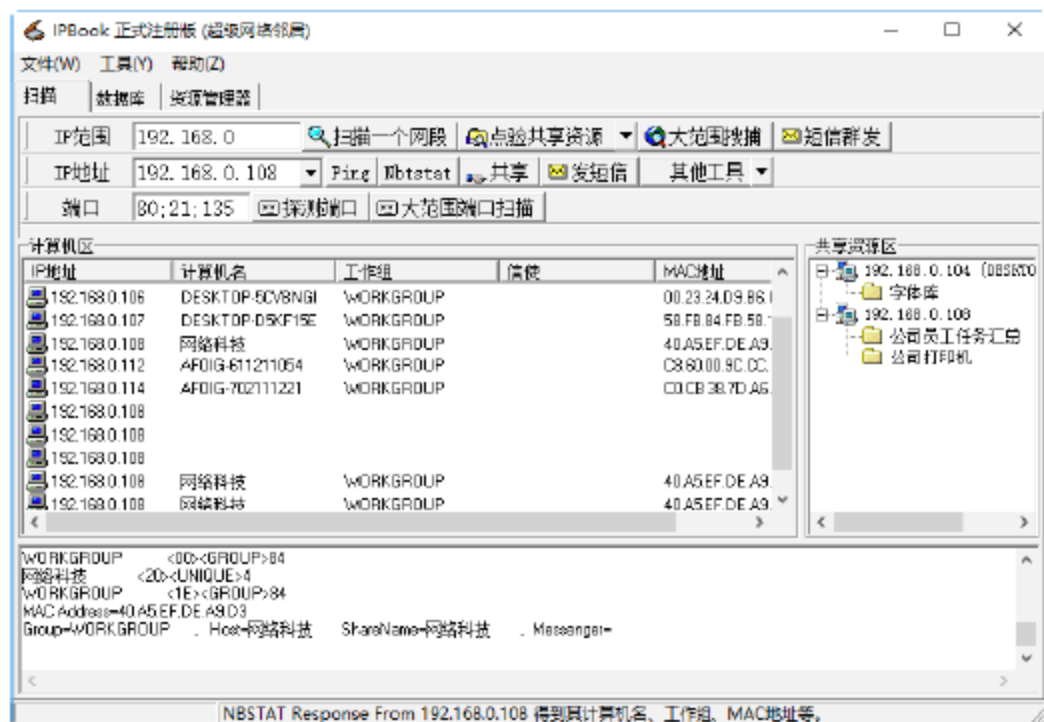 IPBook 正式注册版 (超级网络邻居)
文件(W) 工具(Y) 帮助(Z)
扫描 数据库 资源管理器
IP范围 192.168.0 扫描一个网段 点验共享资源 大范围搜捕 短信群发
IP地址 192.168.0.108 Ping Nbtstat 共享 发短信 其他工具
端口 80;21;135 探测端口 大范围端口扫描
计算机区 共享资源区
IP地址 计算机名 工作组 信使 MAC地址
192.168.0.106 DESKTOP-5CV8NGI \WORKGROUP 00.23.24.D9.B6.
192.168.0.107 DESKTOP-D5KF15E \WORKGROUP 58.FB.84.FB.58.
192.168.0.108 网络科技 \WORKGROUP 40.A5.EF.DE.A9.
192.168.0.112 AFOIG-611211054 \WORKGROUP C8.60.00.9C.CC.
192.168.0.114 AFOIG-702111221 \WORKGROUP C0.CB.38.7D.A6.
192.168.0.108
192.168.0.108
192.168.0.108
192.168.0.108 网络科技 \WORKGROUP 40.A5.EF.DE.A9.
192.168.0.108 网络科技 \WORKGROUP 40.A5.EF.DE.A9.
192.168.0.104 (DESKTO
字体库
192.168.0.108
公司员工任务汇总
公司打印机
WORKGROUP <00><GROUP>84
网络科技 <20><UNIQUE>4
WORKGROUP <1E><GROUP>84
MAC Address=40.A5.EF.DE.A9.D3
Group=WORKGROUP . Host=网络科技 ShareName=网络科技 . Messenger=
NBSTAT Response From 192.168.0.108 得到其计算机名、工作组、MAC地址等。